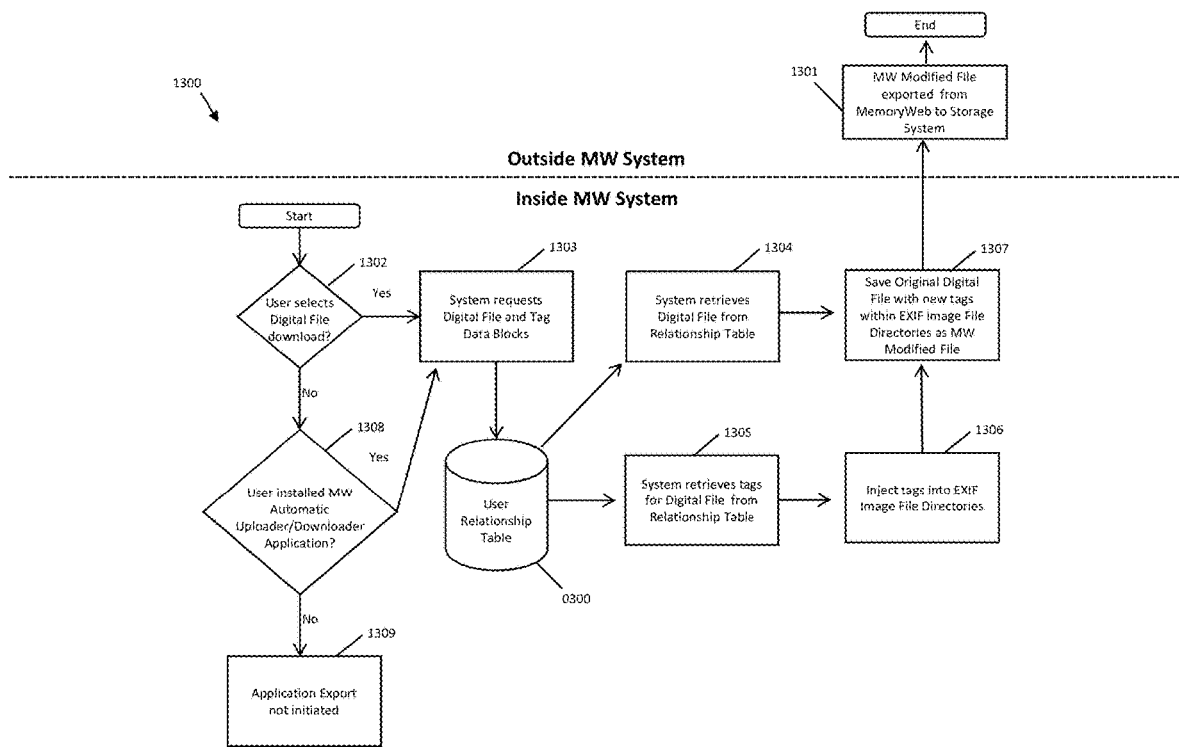 End
1301
MW Modified File
exported from
MemoryWeb to Storage
System
1300
Outside MW System
Inside MW System
Start
1302
User selects
Digital File
download?
Yes
No
1303
System requests
Digital File and Tag
Data Blocks
1304
System retrieves
Digital File from
Relationship Table
1307
Save Original Digital
File with new tags
within EXIF Image File
Directories as MW
Modified File
1308
Yes
User installed MW
Automatic
Uploader/Downloader
Application?
No
User
Relationship
Table
0300
1305
System retrieves tags
for Digital File from
Relationship Table
1306
Inject tags into EXIF
Image File Directories
1309
Application Export
not initiated